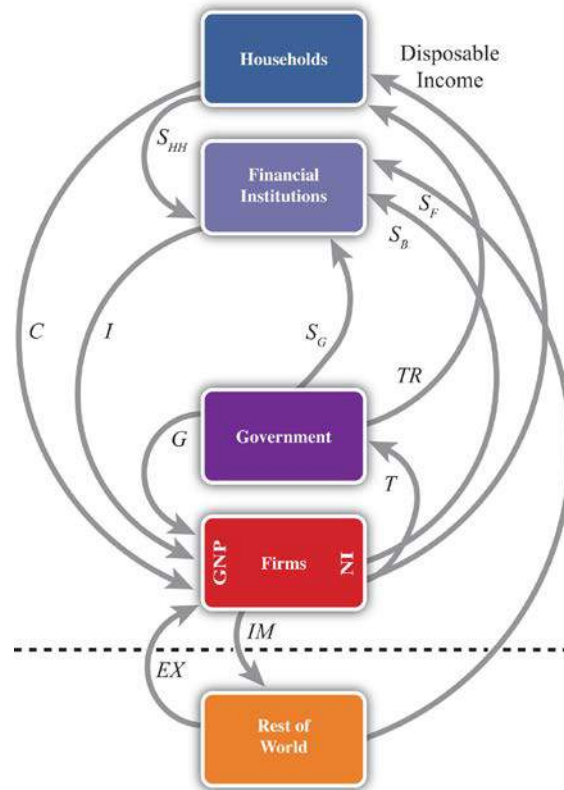 Households
Disposable
Income
S_HH
Financial
Institutions
S_F
S_B
C
I
S_G
TR
Government
G
T
GNP
Firms
NI
IM
EX
Rest of
World